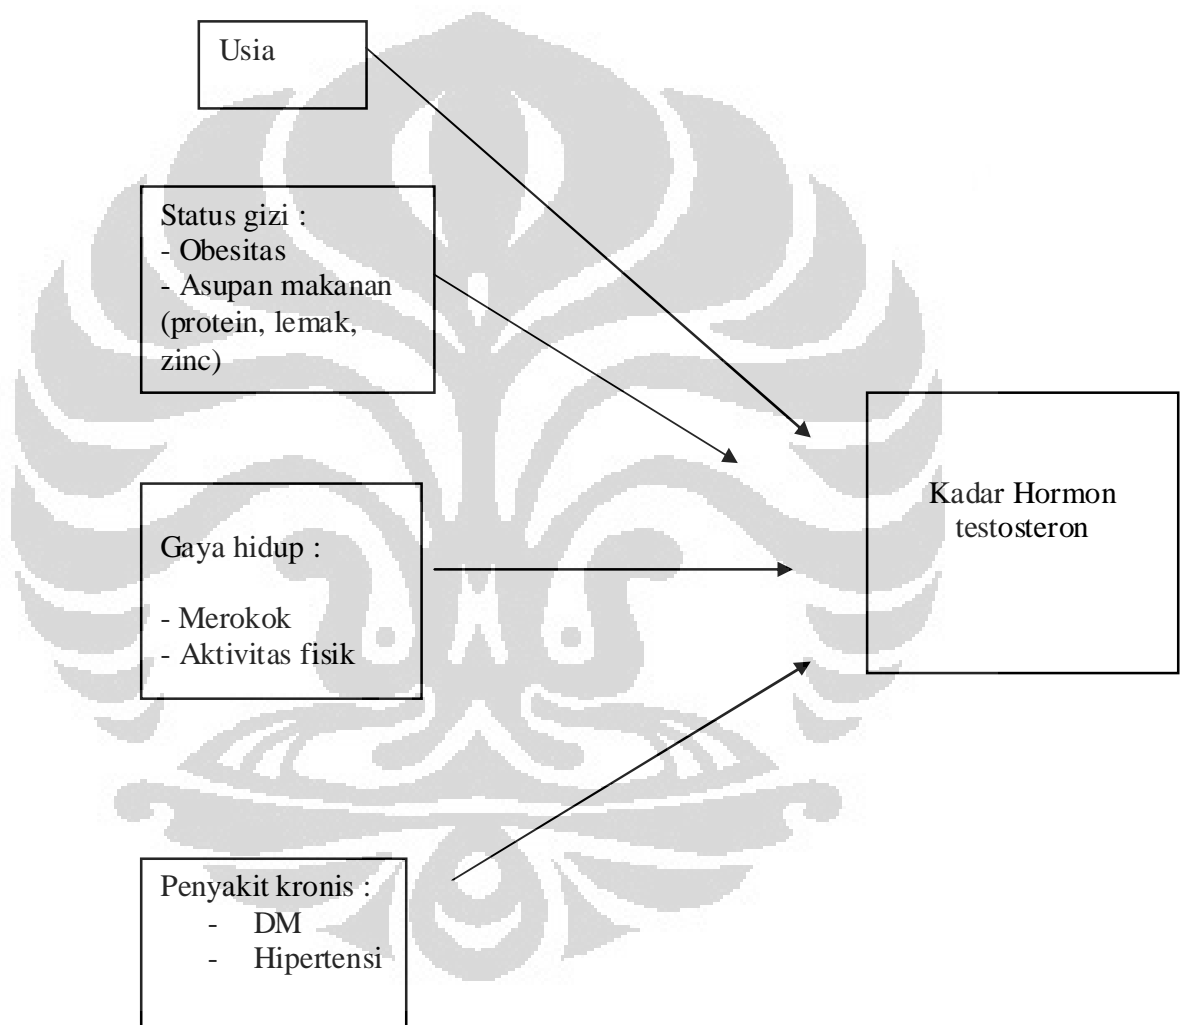 Usia
Status gizi :
- Obesitas
- Asupan makanan
(protein, lemak,
zinc)
Gaya hidup :
- Merokok
- Aktivitas fisik
Kadar Hormon
testosteron
Penyakit kronis :
- DM
- Hipertensi